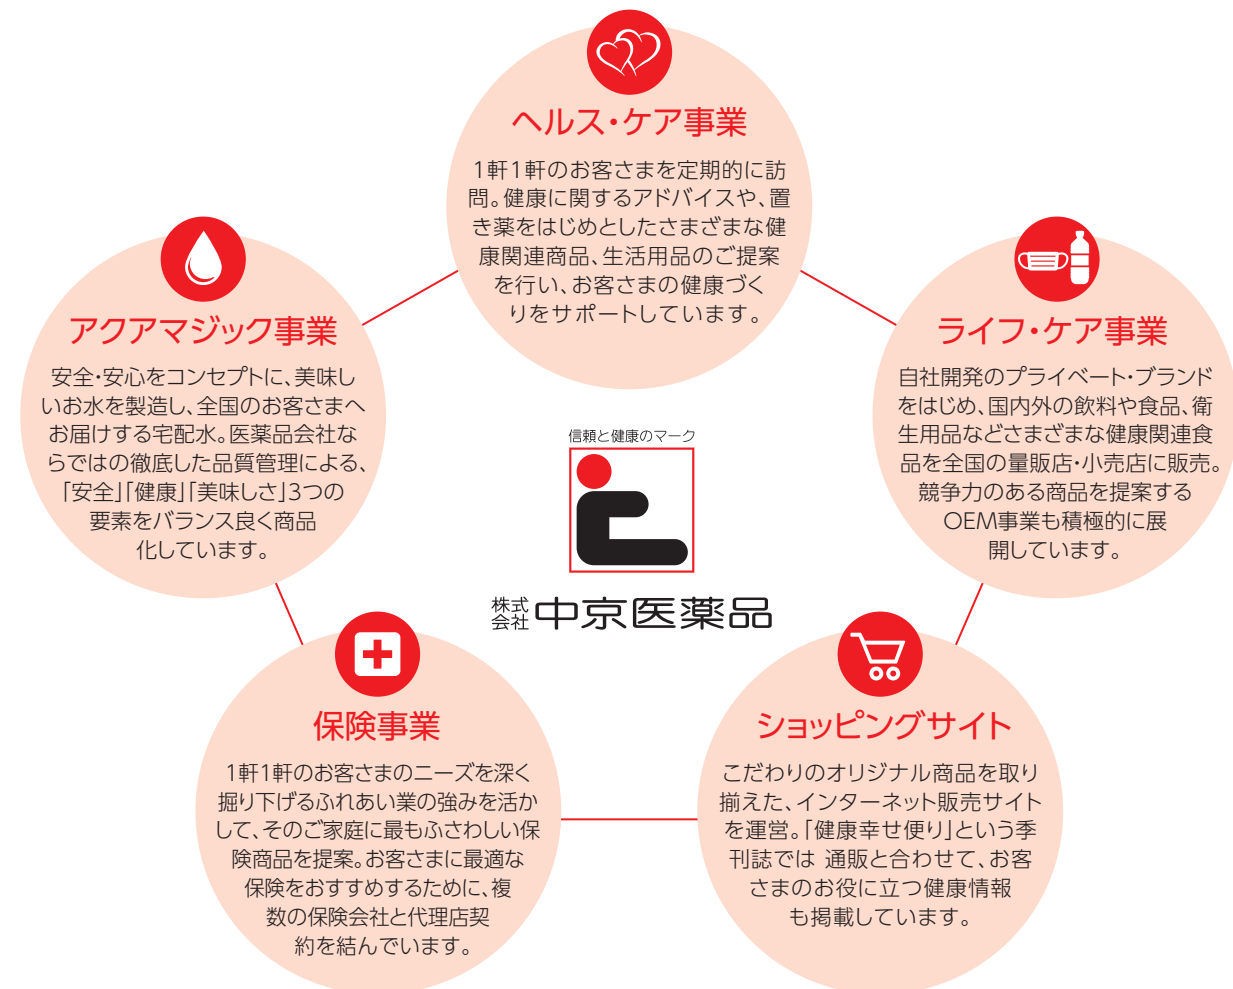 ヘルス・ケア事業
1軒1軒のお客さまを定期的に訪
問。健康に関するアドバイスや、置
き薬をはじめとしたさまざまな健
康関連商品、生活用品のご提案
を行い、お客さまの健康づく
りをサポートしています。
アクアマジック事業
安全・安心をコンセプトに、美味し
いお水を製造し、全国のお客さまへ
お届けする宅配水。医薬品会社な
らではの徹底した品質管理による、
「安全」「健康」「美味しさ」3つの
要素をバランス良く商品
化しています。
ライフ・ケア事業
自社開発のプライベート・ブランド
をはじめ、国内外の飲料や食品、衛
生用品などさまざまな健康関連食
品を全国の量販店・小売店に販売。
競争力のある商品を提案する
OEM事業も積極的に展
開しています。
信頼と健康のマーク
株式会社 中京医薬品
保険事業
1軒1軒のお客さまのニーズを深く
掘り下げるふれあい業の強みを活か
して、そのご家庭に最もふさわしい保
険商品を提案。お客さまに最適な
保険をおすすめするために、複
数の保険会社と代理店契
約を結んでいます。
ショッピングサイト
こだわりのオリジナル商品を取り
揃えた、インターネット販売サイト
を運営。「健康幸せ便り」という季
刊誌では 通販と合わせて、お客
さまのお役に立つ健康情報
も掲載しています。